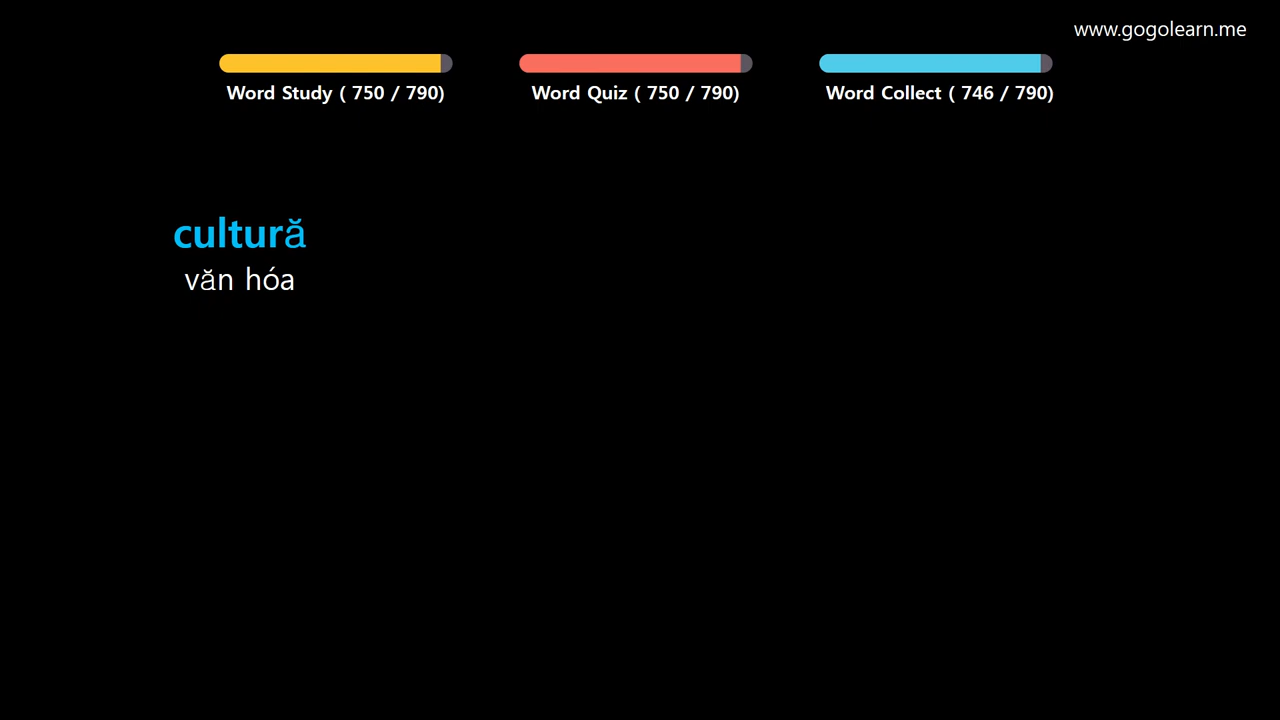 www.gogolearn.me
Word Study ( 750 / 790)
Word Quiz ( 750 / 790)
Word Collect ( 746 / 790)
cultură
văn hóa